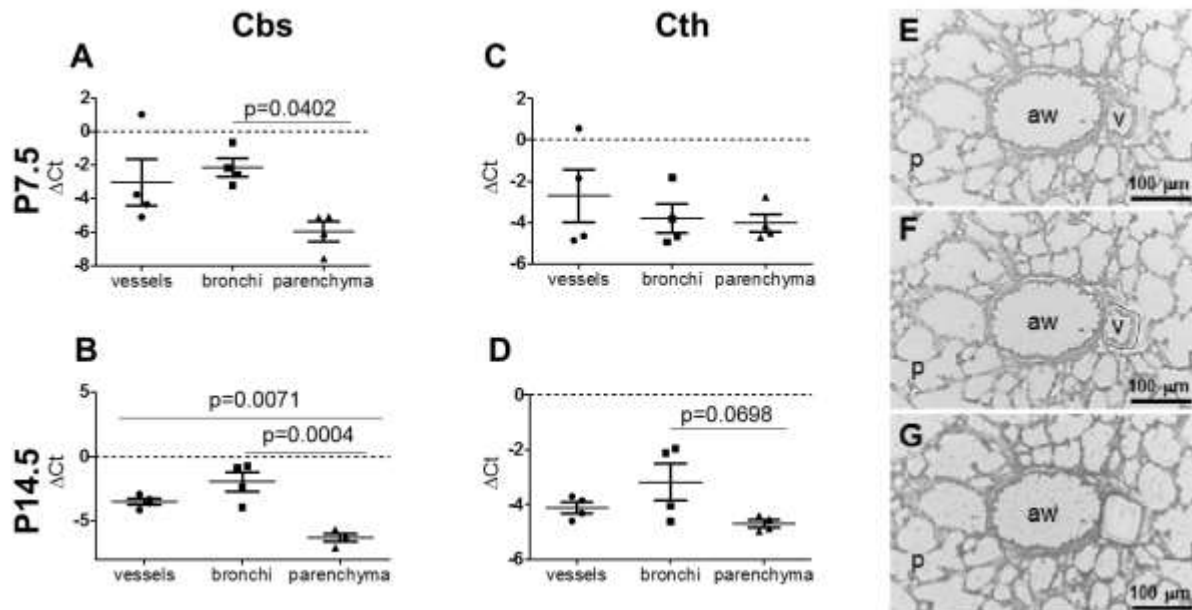 Cbs
Cth
A
P7.5
ΔCt
2
0
-2
-4
-6
-8
p=0.0402
vessels bronchi parenchyma
C
ΔCt
2
0
-2
-4
-6
vessels bronchi parenchyma
B
P14.5
ΔCt
5
0
-5
p=0.0071
p=0.0004
vessels bronchi parenchyma
D
ΔCt
0
-2
-4
-6
p=0.0698
vessels bronchi parenchyma
E
aw
v
p
100 μm
F
aw
v
p
100 μm
G
aw
p
100 μm